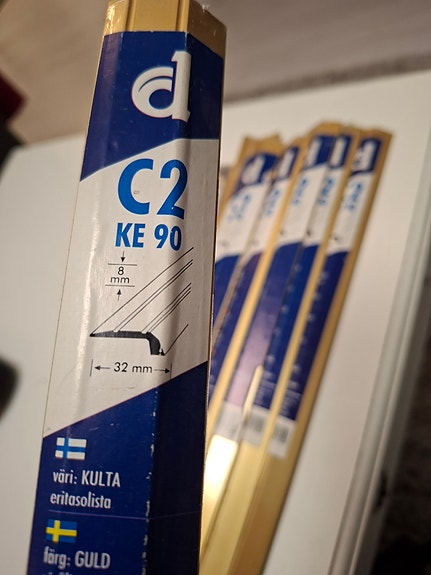 d
C2
KE 90
8
mm
32 mm
väri: KULTA
eritasolista
färg: GULD